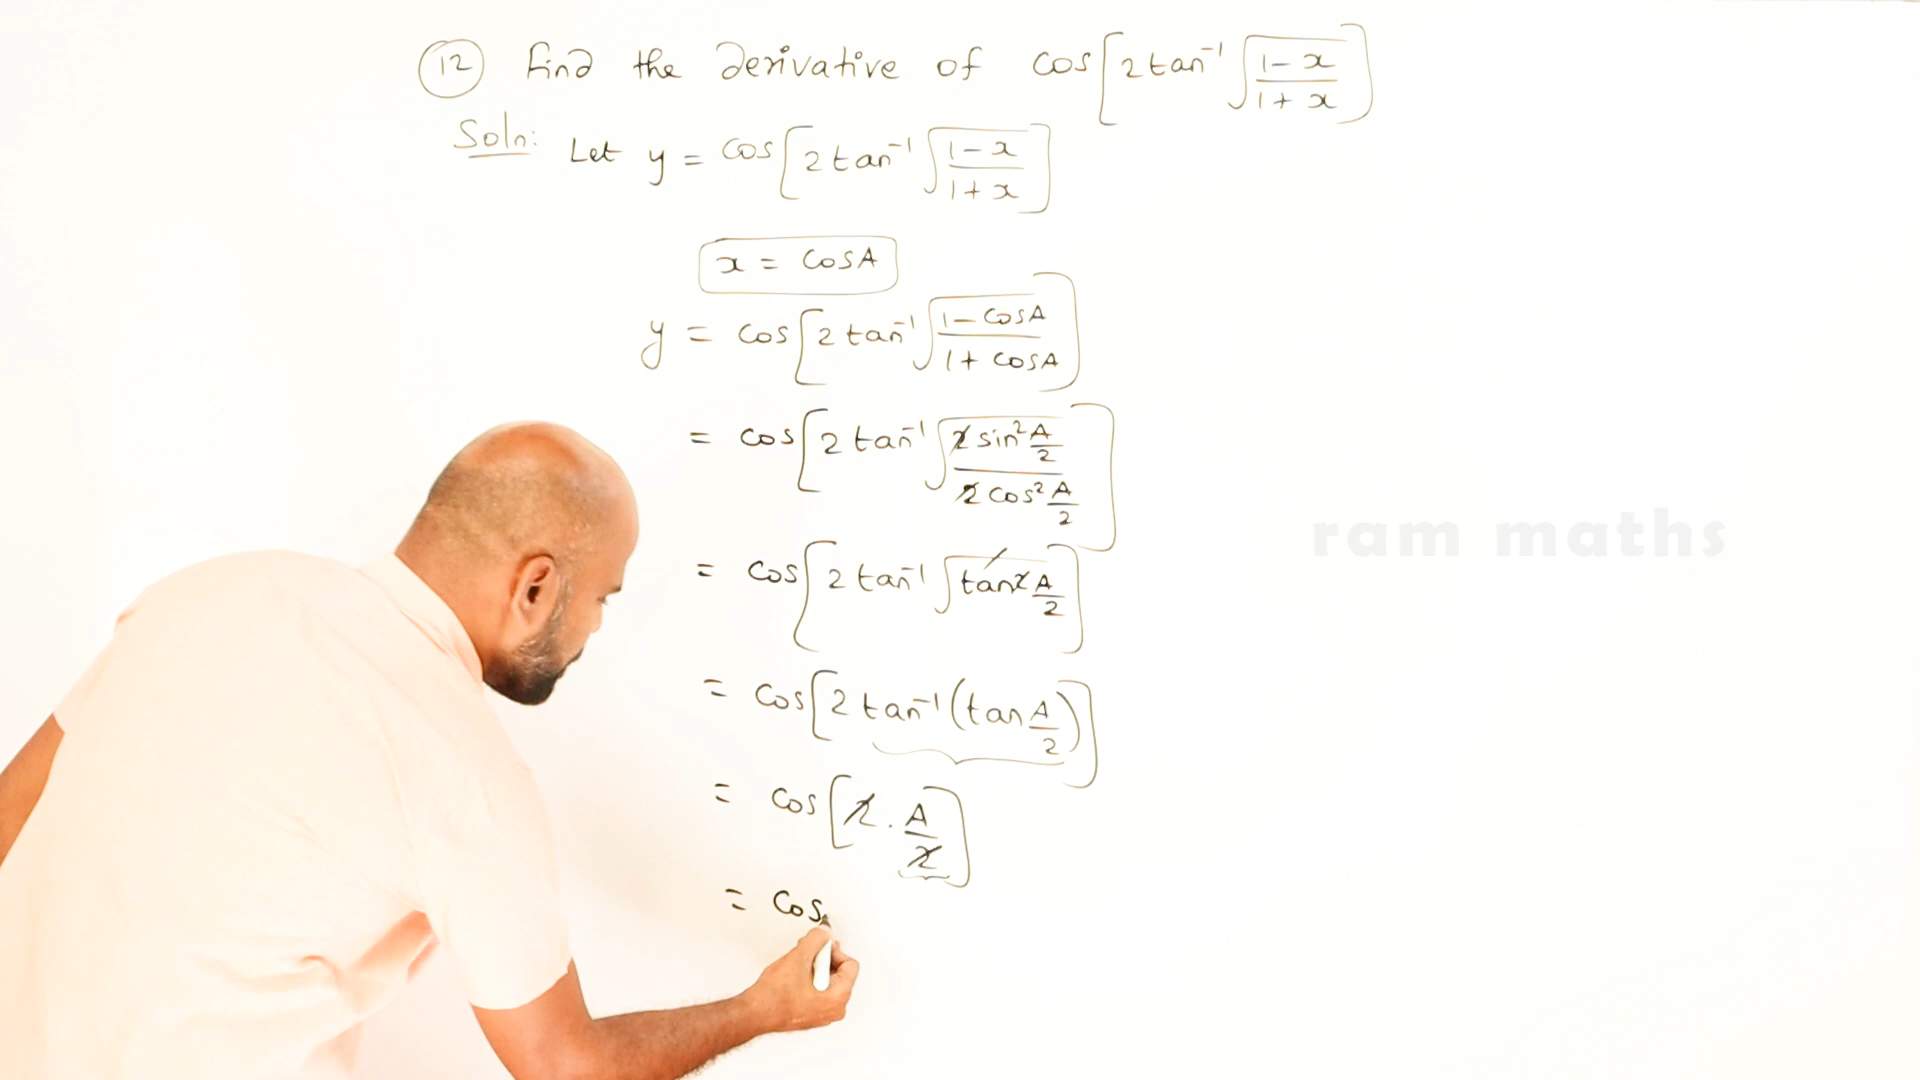 12 Find the derivative of cos[2tan⁻¹√(1-x/1+x)]
Soln: Let y = cos[2tan⁻¹√(1-x/1+x)]
x = cosA
y = cos[2tan⁻¹√(1-cosA/1+cosA)]
= cos[2tan⁻¹√(2sin²A/2/2cos²A/2)]
= cos[2tan⁻¹√(tan²A/2)]
= cos[2tan⁻¹(tanA/2)]
= cos[2.A/2]
= cos
ram maths